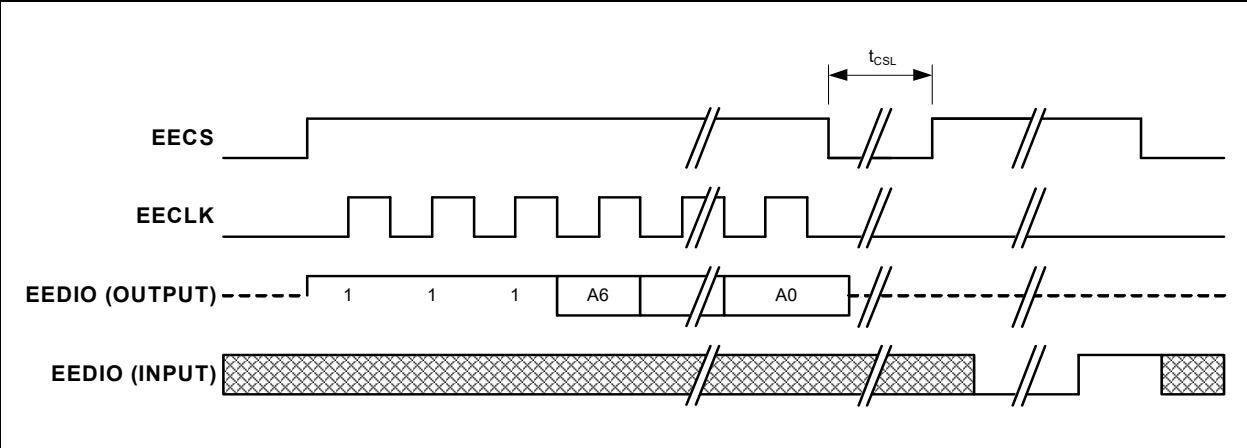 tCSL
EECS
EECLK
EEDIO (OUTPUT)
1 1 1 A6 A0
EEDIO (INPUT)